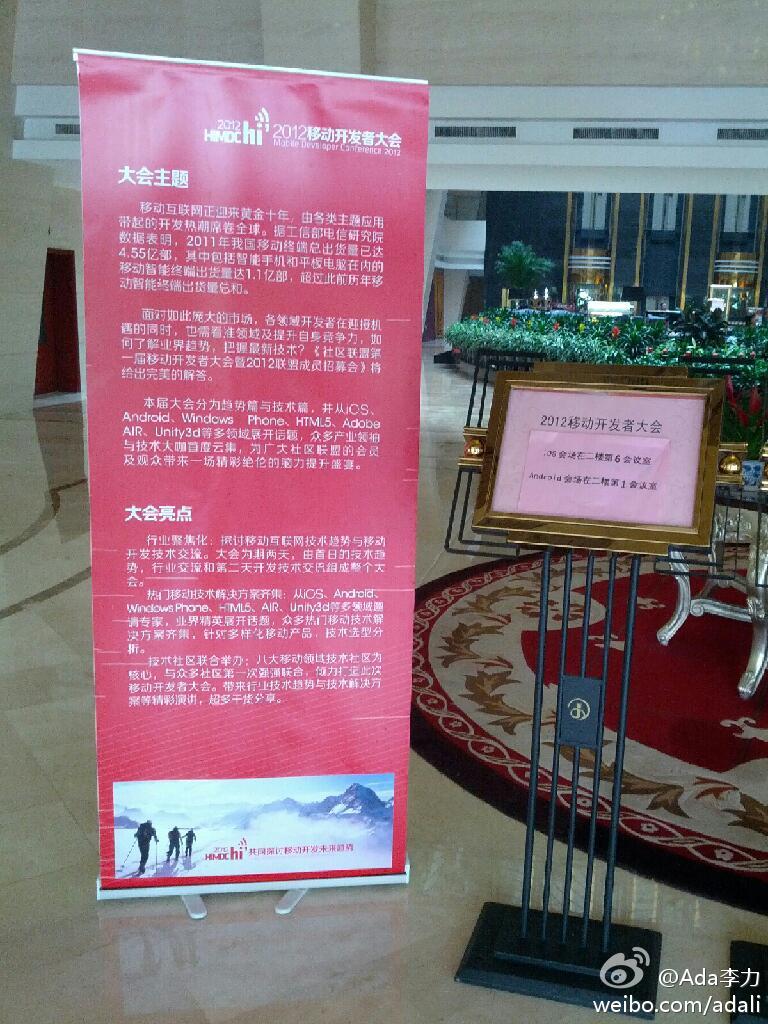 2012
HIMDC hi 2012移动开发者大会
Mobile Developer Conference 2012
大会主题
移动互联网正迎来黄金十年，由各类主题应用
带起的开发热潮席卷全球。据工信部电信研究院
数据表明，2011年我国移动终端总出货量已达
4.55亿部，其中包括智能手机和平板电脑在内的
移动智能终端出货量达1.1亿部，超过此前历年移
动智能终端出货量总和。
面对如此庞大的市场，各领域开发者在迎接机
遇的同时，也需看准领域及提升自身竞争力，如
何了解业界趋势，把握最新技术？《社区联盟第
一届移动开发者大会暨2012联盟成员招募会》将
给出完美的解答。
本届大会分为趋势篇与技术篇，并从iOS、
Android、Windows Phone、HTML5、Adobe
AIR、Unity3d等多领域展开话题，众多产业领袖
与技术大咖首度云集，为广大社区联盟的会员
及观众带来一场精彩绝伦的脑力提升盛宴。
大会亮点
行业聚焦化：探讨移动互联网技术趋势与移动
开发技术交流。大会为期两天，由首日的技术趋
势，行业交流和第二天开发技术交流组成整个大
会。
热门移动技术解决方案齐集：从iOS、Android、
Windows Phone、HTML5、AIR、Unity3d等多领域邀
请专家，业界精英展开话题，众多热门移动技术解
决方案齐集，针对多样化移动产品，技术选型分
析。
技术社区联合举办：八大移动领域技术社区为
核心，与众多社区第一次强强联合，倾力打造此次
移动开发者大会。带来行业技术趋势与技术解决方
案等精彩演讲，超多干货分享。
2012
HIMDC hi 共同探讨移动开发未来趋势
2012移动开发者大会
iOS 会场在二楼第 6 会议室
Android 会场在二楼第 1 会议室
@Ada李力
weibo.com/adali